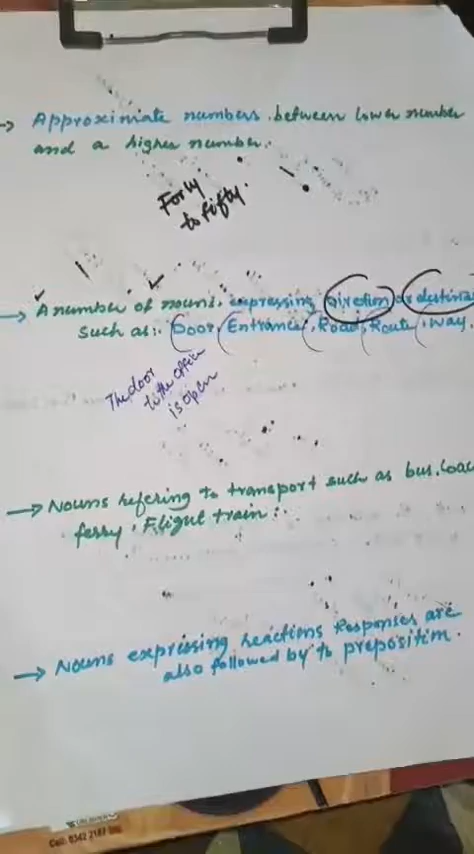 → Approximate numbers between lower number
and a higher number.
Forty
to fifty.
→ A number of nouns expressing Direction or
such as:. Door, Entrance, Road, Route, Way.
The door
to the office
is open
→ Nouns refering to transport such as bus,
ferry, Flight train:.
→ Nouns expressing reactions Responses are
also followed by to preposition.